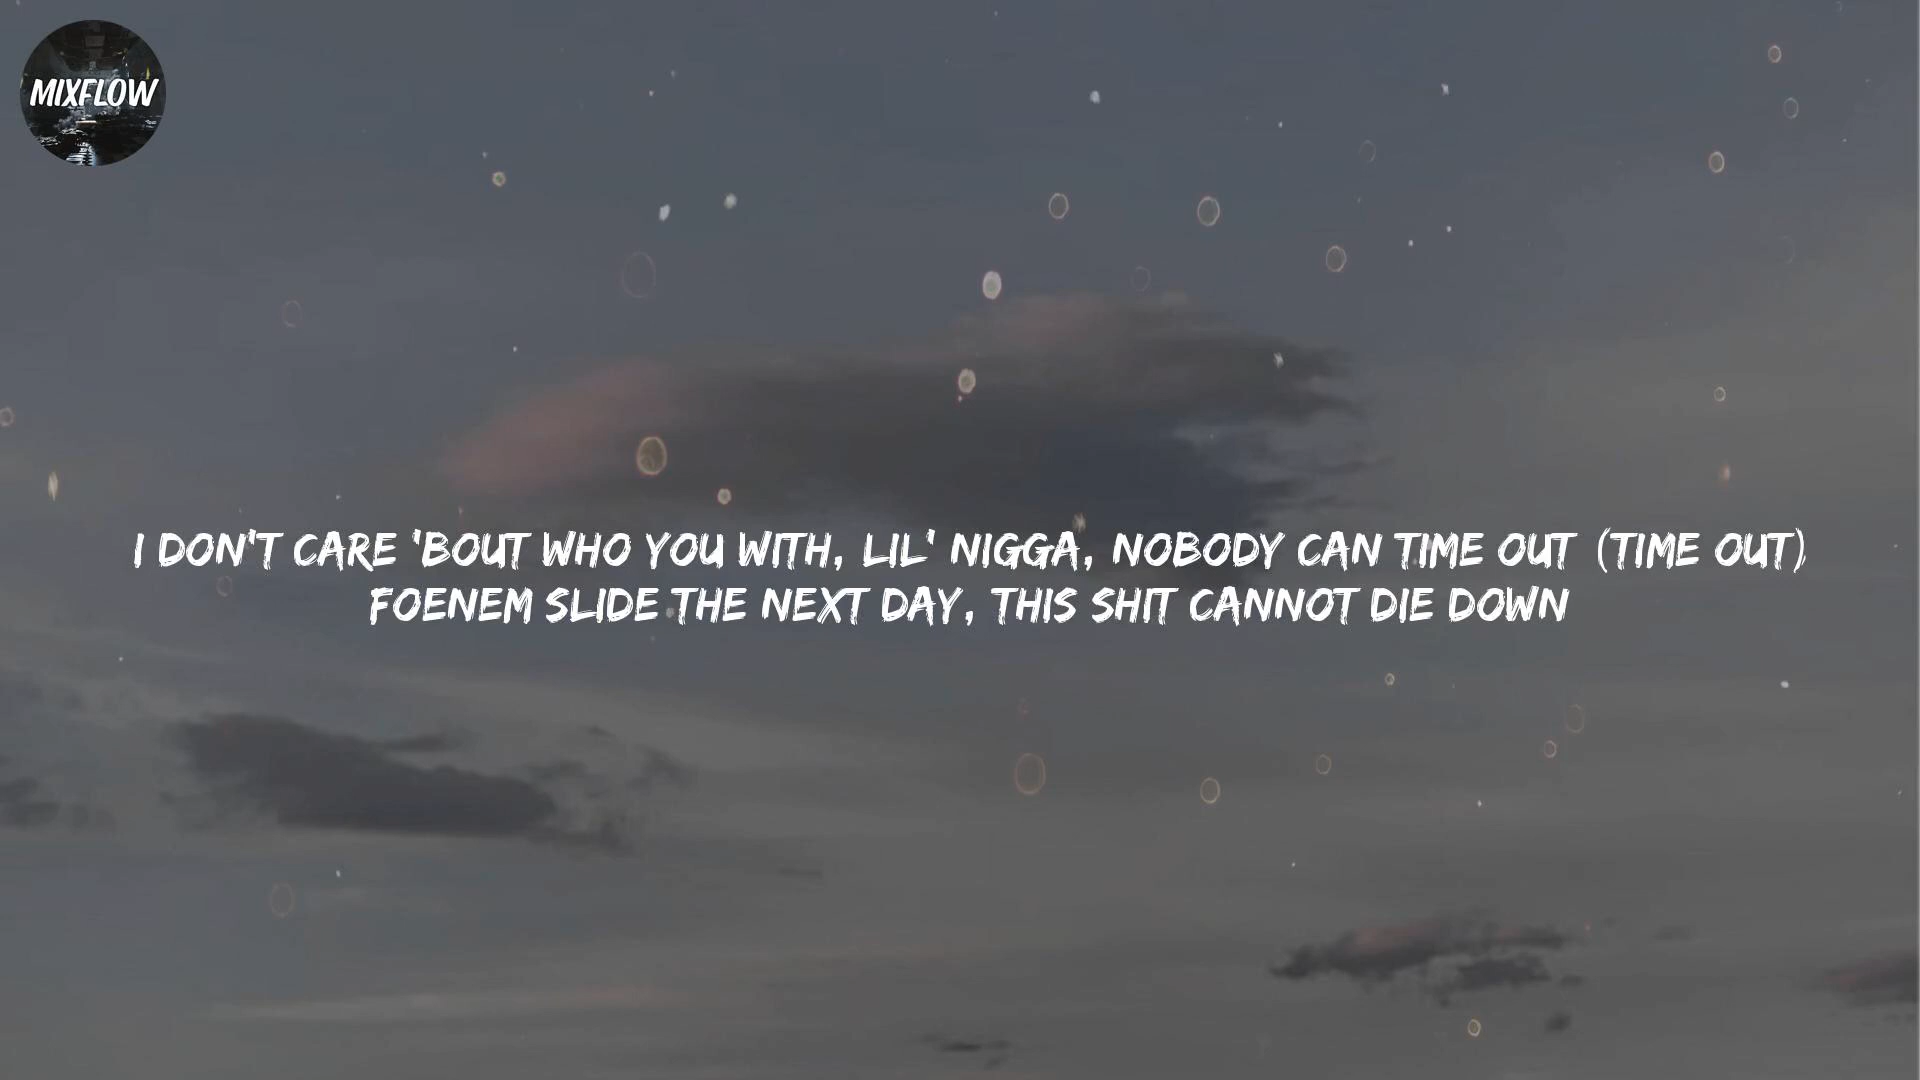 MIXFLOW
I DON'T CARE 'BOUT WHO YOU WITH, LIL' NIGGA, NOBODY CAN TIME OUT (TIME OUT)
FOENEM SLIDE THE NEXT DAY, THIS SHIT CANNOT DIE DOWN